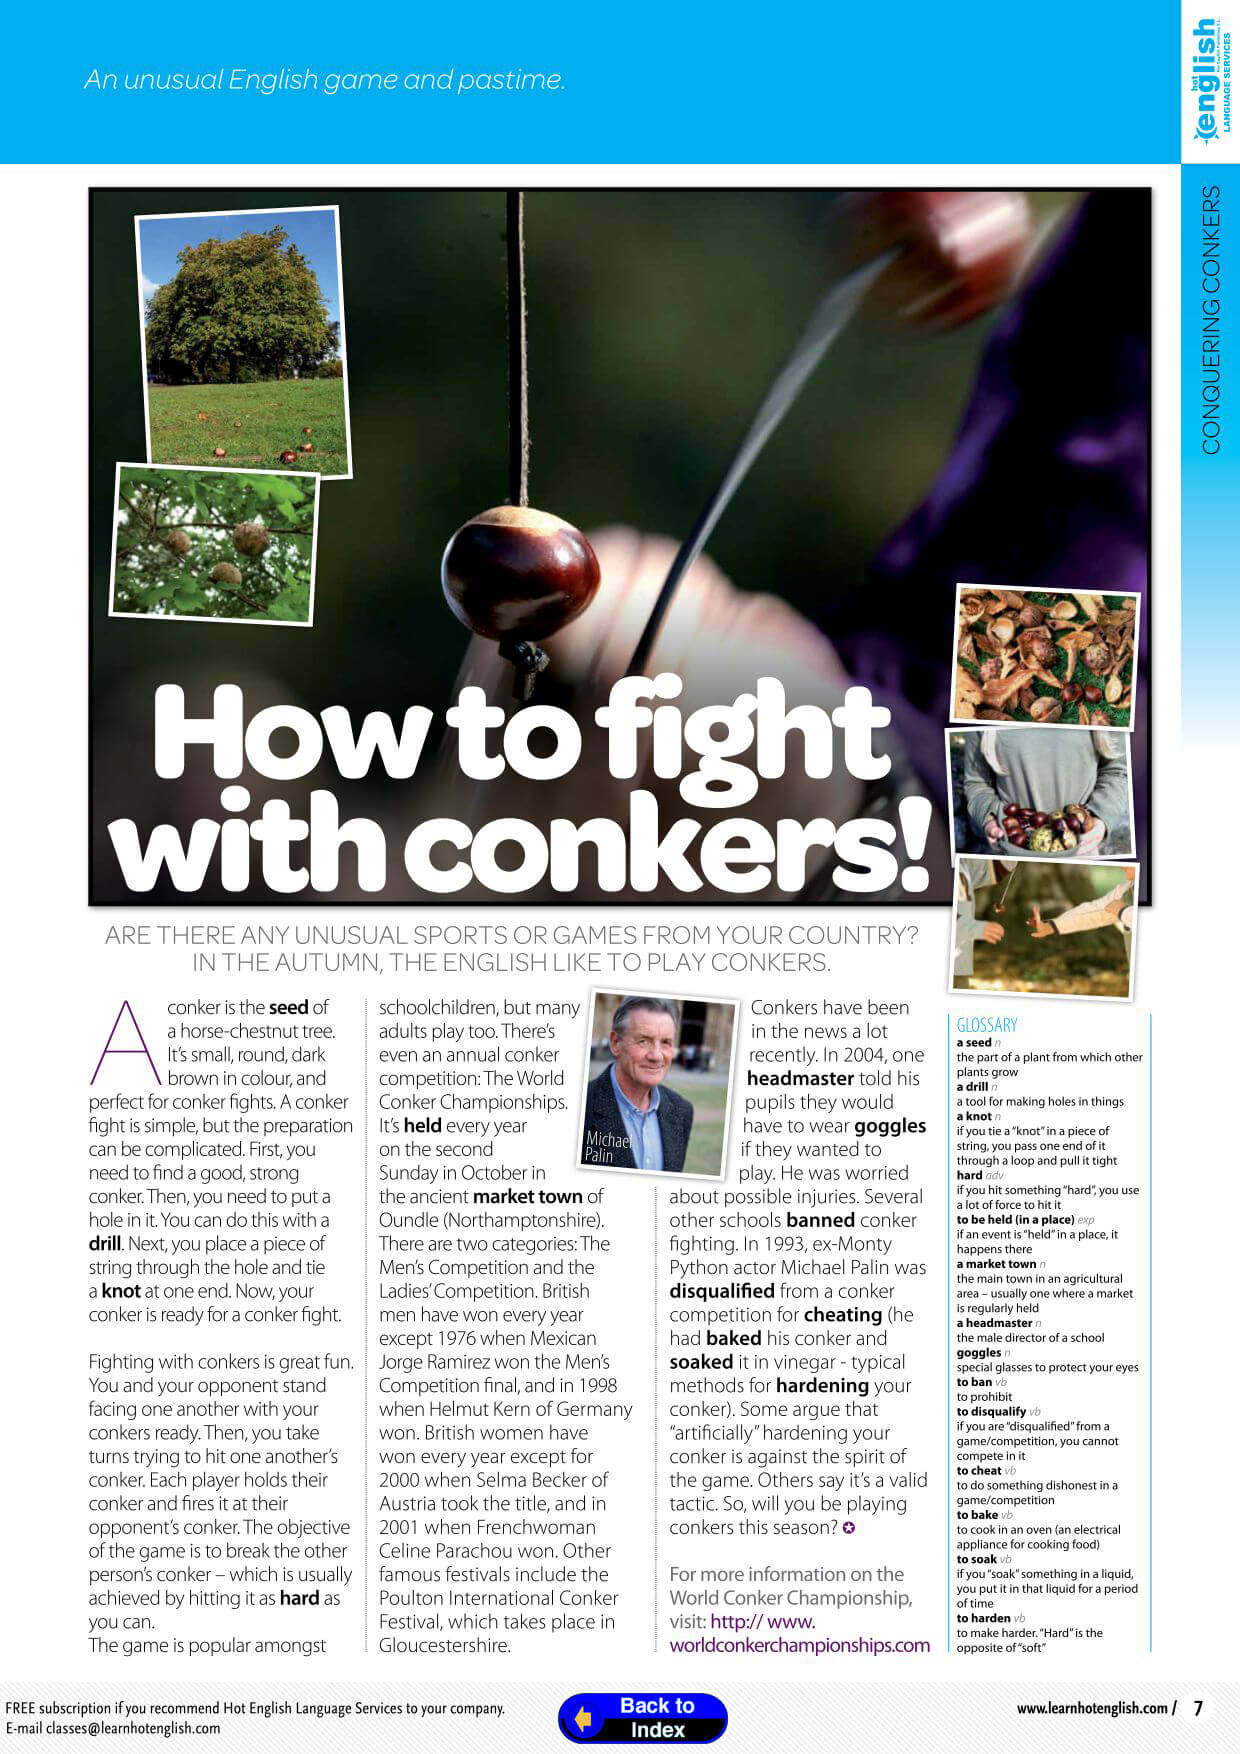 An unusual English game and pastime.
hot
english
LANGUAGE SERVICES
CONQUERING CONKERS
How to fight
with conkers!
ARE THERE ANY UNUSUAL SPORTS OR GAMES FROM YOUR COUNTRY?
IN THE AUTUMN, THE ENGLISH LIKE TO PLAY CONKERS.
A conker is the seed of
a horse-chestnut tree.
It's small, round, dark
brown in colour, and
perfect for conker fights. A conker
fight is simple, but the preparation
can be complicated. First, you
need to find a good, strong
conker. Then, you need to put a
hole in it. You can do this with a
drill. Next, you place a piece of
string through the hole and tie
a knot at one end. Now, your
conker is ready for a conker fight.
Fighting with conkers is great fun.
You and your opponent stand
facing one another with your
conkers ready. Then, you take
turns trying to hit one another's
conker. Each player holds their
conker and fires it at their
opponent's conker. The objective
of the game is to break the other
person's conker – which is usually
achieved by hitting it as hard as
you can.
The game is popular amongst
schoolchildren, but many
adults play too. There's
even an annual conker
competition: The World
Conker Championships.
It's held every year
on the second
Sunday in October in
the ancient market town of
Oundle (Northamptonshire).
There are two categories: The
Men's Competition and the
Ladies' Competition. British
men have won every year
except 1976 when Mexican
Jorge Ramirez won the Men's
Competition final, and in 1998
when Helmut Kern of Germany
won. British women have
won every year except for
2000 when Selma Becker of
Austria took the title, and in
2001 when Frenchwoman
Celine Parachou won. Other
famous festivals include the
Poulton International Conker
Festival, which takes place in
Gloucestershire.
Michael
Palin
Conkers have been
in the news a lot
recently. In 2004, one
headmaster told his
pupils they would
have to wear goggles
if they wanted to
play. He was worried
about possible injuries. Several
other schools banned conker
fighting. In 1993, ex-Monty
Python actor Michael Palin was
disqualified from a conker
competition for cheating (he
had baked his conker and
soaked it in vinegar - typical
methods for hardening your
conker). Some argue that
"artificially" hardening your
conker is against the spirit of
the game. Others say it's a valid
tactic. So, will you be playing
conkers this season?
For more information on the
World Conker Championship,
visit: http:// www.
worldconkerchampionships.com
GLOSSARY
a seed n
the part of a plant from which other
plants grow
a drill n
a tool for making holes in things
a knot n
if you tie a "knot" in a piece of
string, you pass one end of it
through a loop and pull it tight
hard adv
if you hit something "hard", you use
a lot of force to hit it
to be held (in a place) exp
if an event is "held" in a place, it
happens there
a market town n
the main town in an agricultural
area – usually one where a market
is regularly held
a headmaster n
the male director of a school
goggles n
special glasses to protect your eyes
to ban vb
to prohibit
to disqualify vb
if you are "disqualified" from a
game/competition, you cannot
compete in it
to cheat vb
to do something dishonest in a
game/competition
to bake vb
to cook in an oven (an electrical
appliance for cooking food)
to soak vb
if you "soak" something in a liquid,
you put it in that liquid for a period
of time
to harden vb
to make harder. "Hard" is the
opposite of "soft"
FREE subscription if you recommend Hot English Language Services to your company.
E-mail classes@learnhotenglish.com
Back to
Index
www.learnhotenglish.com / 7